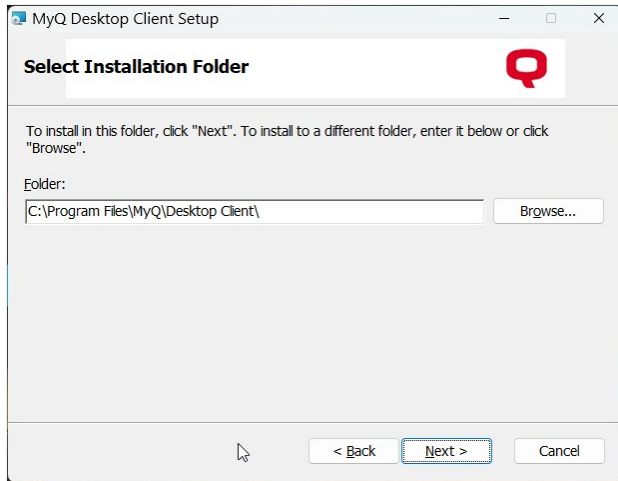 MyQ Desktop Client Setup
Select Installation Folder
To install in this folder, click "Next". To install to a different folder, enter it below or click
"Browse".
Folder:
C:\Program Files\MyQ\Desktop Client\
Browse...
< Back
Next >
Cancel